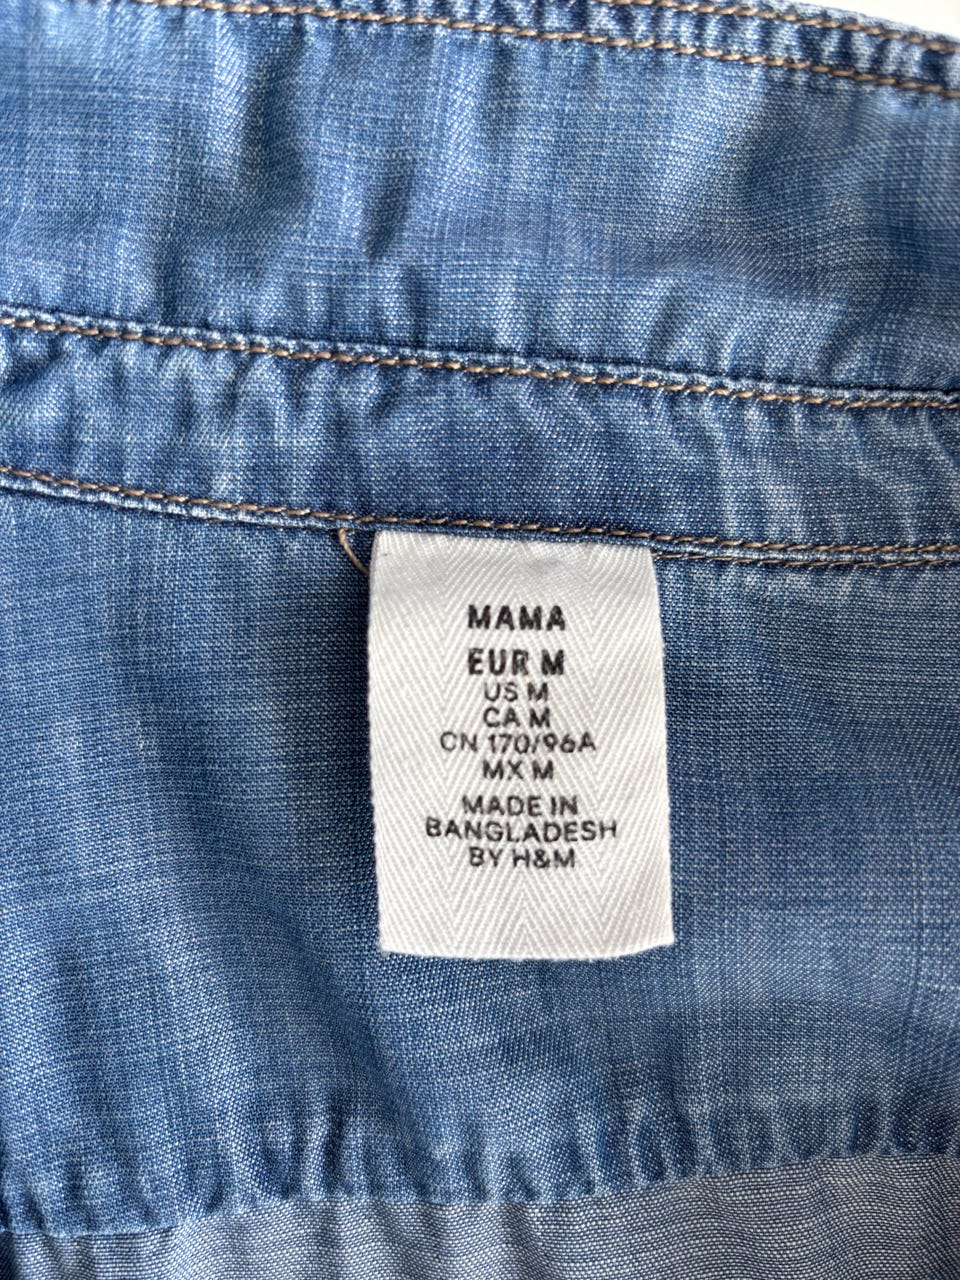 MAMA
EUR M
US M
CA M
CN 170/96A
MX M
MADE IN
BANGLADESH
BY H&M